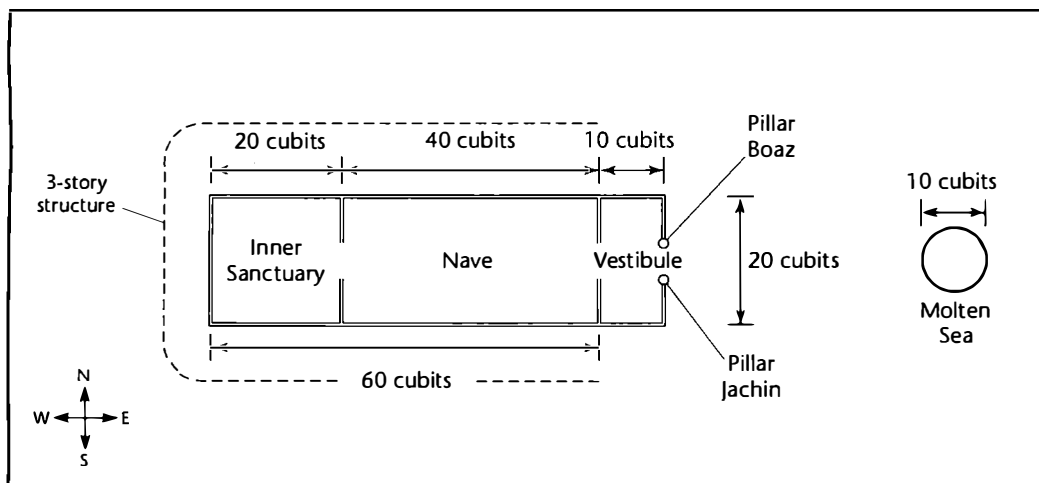 20 cubits
40 cubits
10 cubits
Pillar
Boaz
3-story
structure
10 cubits
Inner
Sanctuary
Nave
Vestibule
20 cubits
Molten
Sea
60 cubits
Pillar
Jachin
N
W
E
S